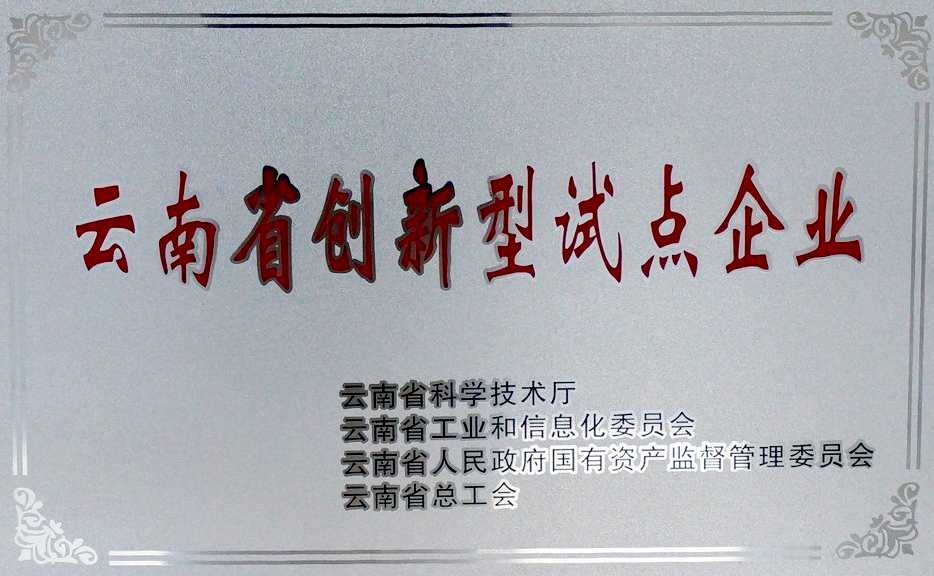 云南省创新型试点企业
云南省科学技术厅
云南省工业和信息化委员会
云南省人民政府国有资产监督管理委员会
云南省总工会